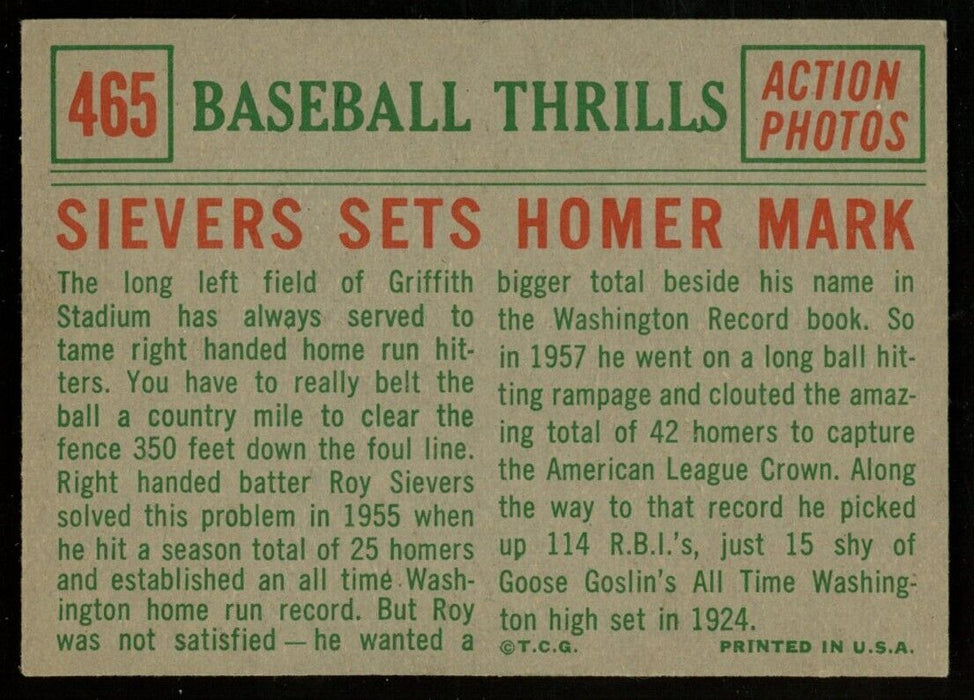 465
BASEBALL THRILLS
ACTION
PHOTOS
SIEVERS SETS HOMER MARK
The long left field of Griffith
Stadium has always served to
tame right handed home run hit-
ters. You have to really belt the
ball a country mile to clear the
fence 350 feet down the foul line.
Right handed batter Roy Sievers
solved this problem in 1955 when
he hit a season total of 25 homers
and established an all time Wash-
ington home run record. But Roy
was not satisfied — he wanted a
bigger total beside his name in
the Washington Record book. So
in 1957 he went on a long ball hit-
ting rampage and clouted the amaz-
ing total of 42 homers to capture
the American League Crown. Along
the way to that record he picked
up 114 R.B.I.'s, just 15 shy of
Goose Goslin's All Time Washing-
ton high set in 1924.
©T.C.G.
PRINTED IN U.S.A.